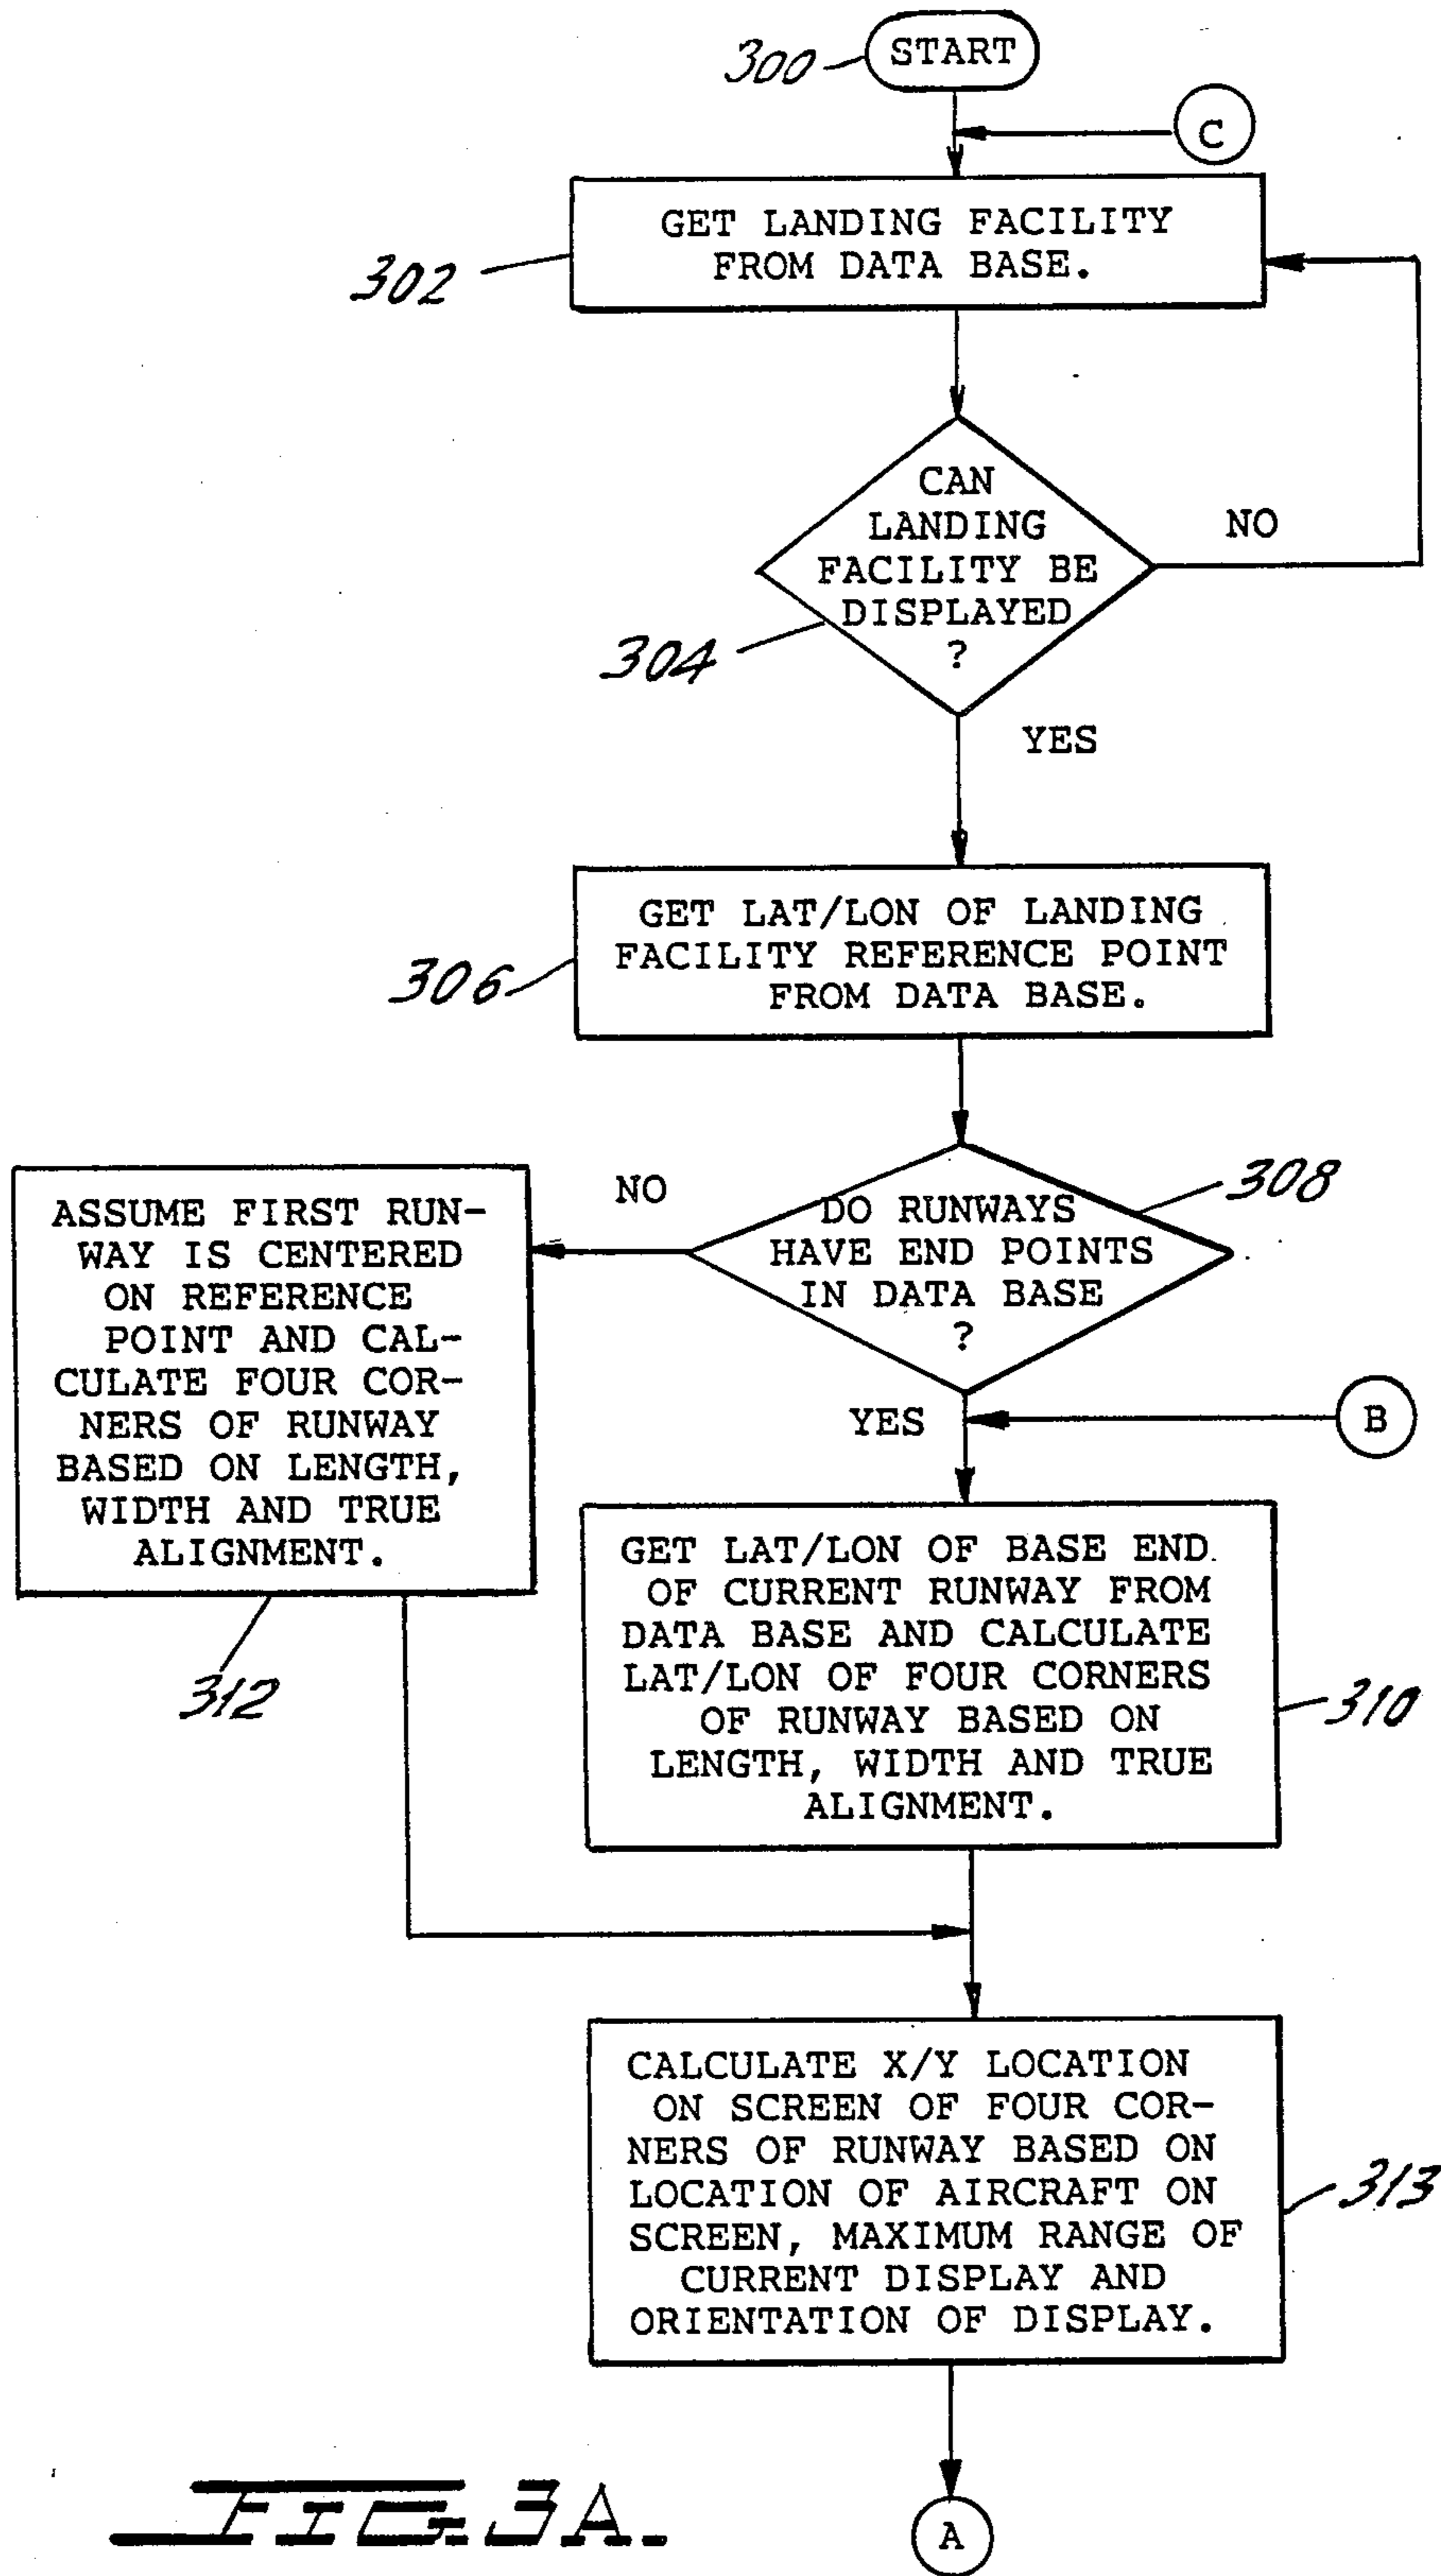 300
START
C
GET LANDING FACILITY
FROM DATA BASE.
302
CAN
LANDING
FACILITY BE
DISPLAYED
?
NO
304
YES
GET LAT/LON OF LANDING
FACILITY REFERENCE POINT
FROM DATA BASE.
306
DO RUNWAYS
HAVE END POINTS
IN DATA BASE
?
308
NO
ASSUME FIRST RUN-
WAY IS CENTERED
ON REFERENCE
POINT AND CAL-
CULATE FOUR COR-
NERS OF RUNWAY
BASED ON LENGTH,
WIDTH AND TRUE
ALIGNMENT.
312
YES
B
GET LAT/LON OF BASE END
OF CURRENT RUNWAY FROM
DATA BASE AND CALCULATE
LAT/LON OF FOUR CORNERS
OF RUNWAY BASED ON
LENGTH, WIDTH AND TRUE
ALIGNMENT.
310
CALCULATE X/Y LOCATION
ON SCREEN OF FOUR COR-
NERS OF RUNWAY BASED ON
LOCATION OF AIRCRAFT ON
SCREEN, MAXIMUM RANGE OF
CURRENT DISPLAY AND
ORIENTATION OF DISPLAY.
313
A
FIG. 3A.